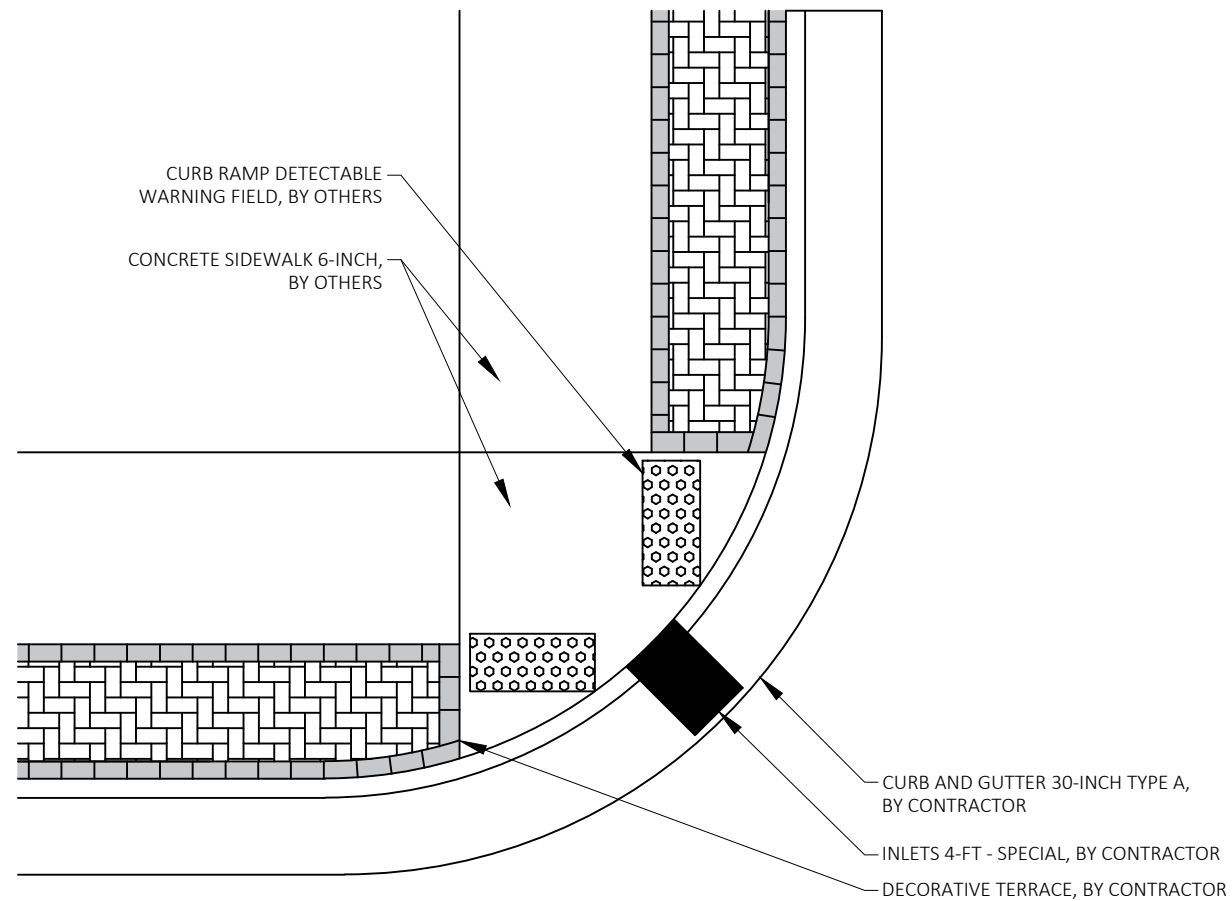 CURB RAMP DETECTABLE
WARNING FIELD, BY OTHERS
CONCRETE SIDEWALK 6-INCH,
BY OTHERS
CURB AND GUTTER 30-INCH TYPE A,
BY CONTRACTOR
INLETS 4-FT - SPECIAL, BY CONTRACTOR
DECORATIVE TERRACE, BY CONTRACTOR